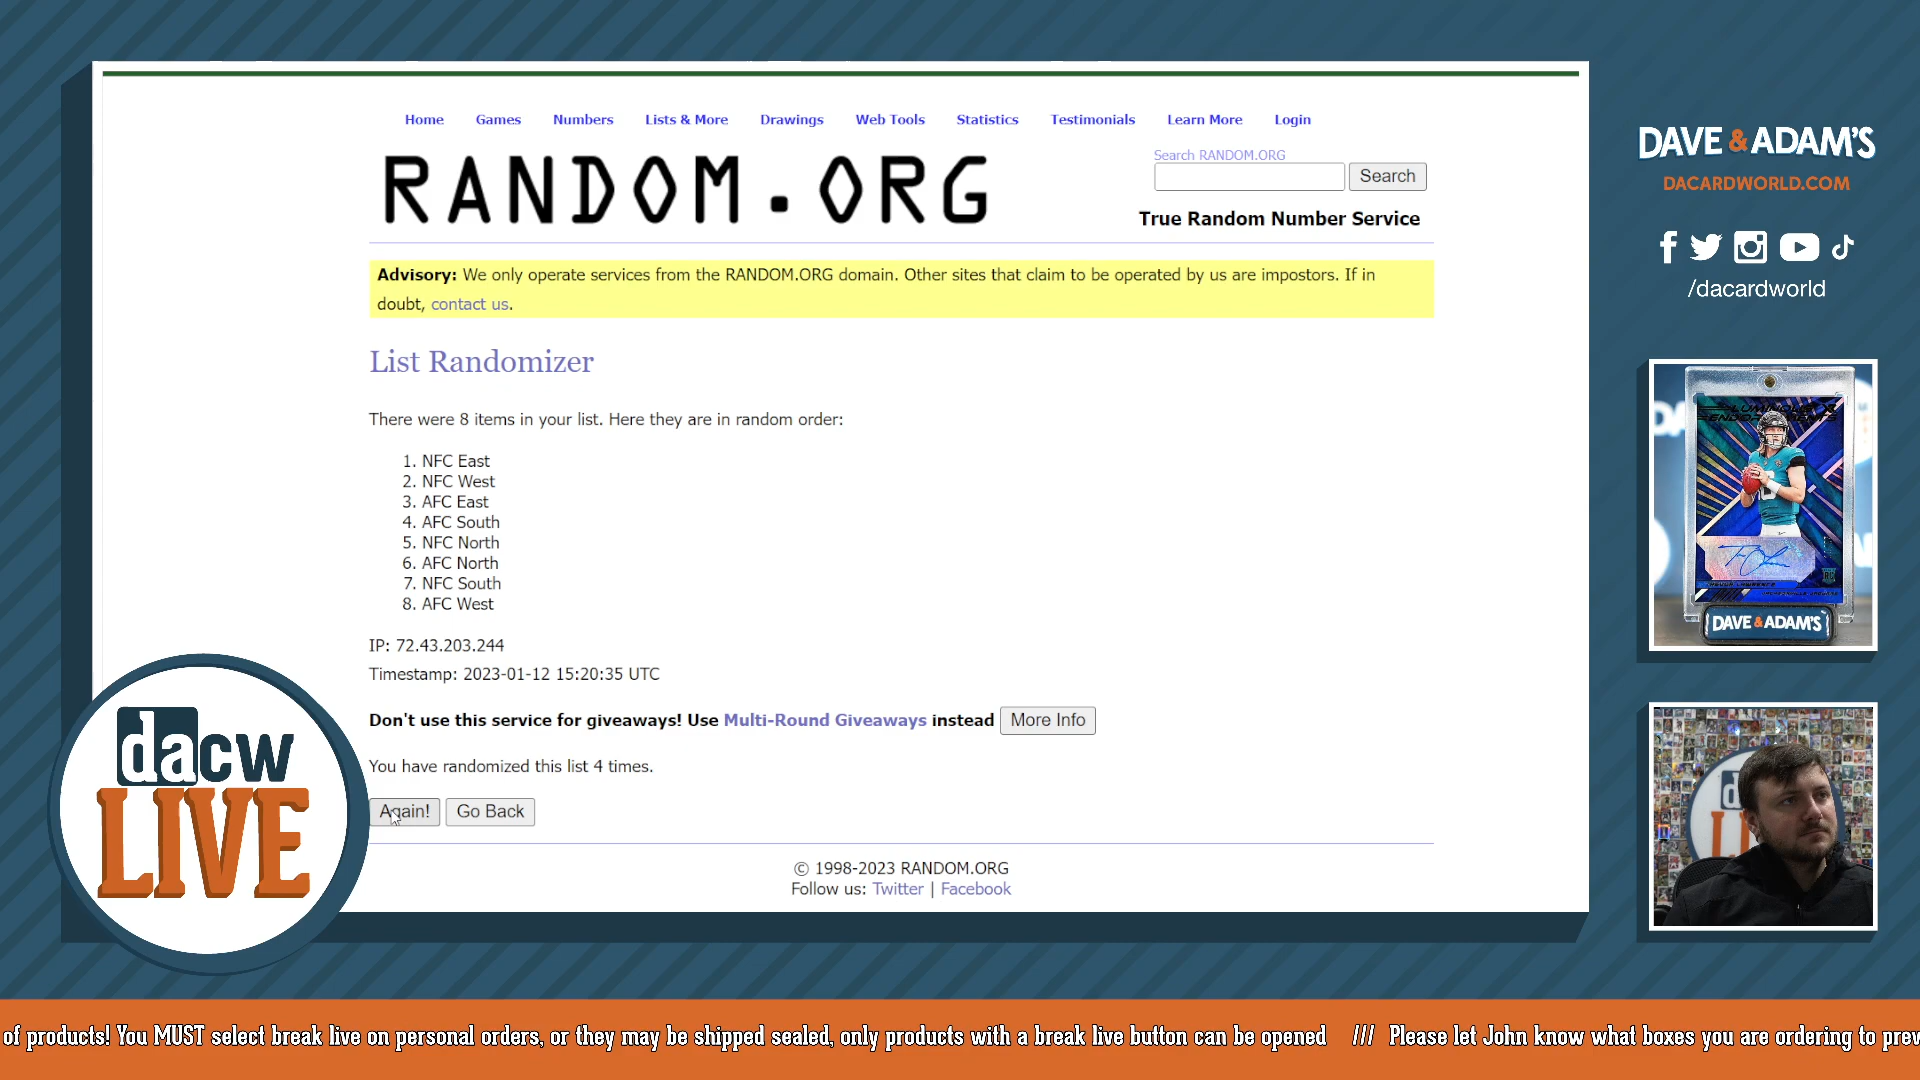 Home Games Numbers Lists & More Drawings Web Tools Statistics Testimonials Learn More Login
RANDOM.ORG
Search RANDOM.ORG
Search
True Random Number Service
Advisory: We only operate services from the RANDOM.ORG domain. Other sites that claim to be operated by us are impostors. If in
doubt, contact us.
List Randomizer
There were 8 items in your list. Here they are in random order:
1. NFC East
2. NFC West
3. AFC East
4. AFC South
5. NFC North
6. AFC North
7. NFC South
8. AFC West
IP: 72.43.203.244
Timestamp: 2023-01-12 15:20:35 UTC
Don't use this service for giveaways! Use Multi-Round Giveaways instead More Info
You have randomized this list 4 times.
Again! Go Back
© 1998-2023 RANDOM.ORG
Follow us: Twitter | Facebook
dacw
LIVE
DAVE & ADAM'S
DACARDWORLD.COM
/dacardworld
LUMINOUS
ENDORSEMENTS
RC
DAVE & ADAM'S
of products! You MUST select break live on personal orders, or they may be shipped sealed, only products with a break live button can be opened /// Please let John know what boxes you are ordering to prev